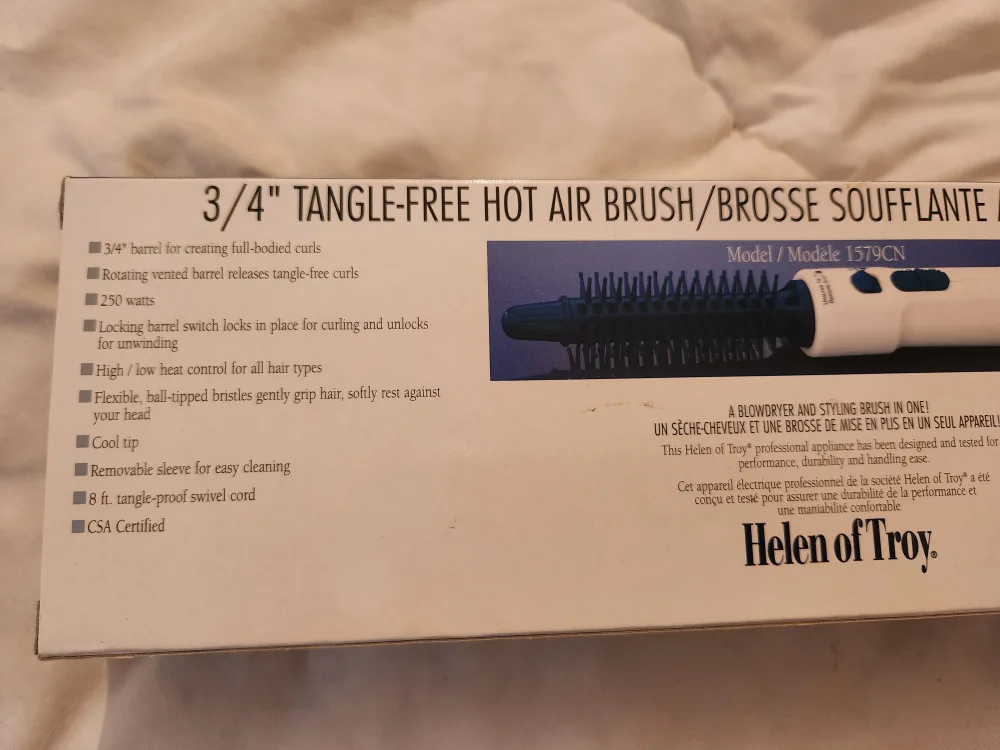 3/4" TANGLE-FREE HOT AIR BRUSH/BROSSE SOUFFLANTE
3/4" barrel for creating full-bodied curls
Rotating vented barrel releases tangle-free curls
250 watts
Locking barrel switch locks in place for curling and unlocks
for unwinding
High / low heat control for all hair types
Flexible, ball-tipped bristles gently grip hair, softly rest against
your head
Cool tip
Removable sleeve for easy cleaning
8 ft. tangle-proof swivel cord
CSA Certified
Model / Modèle 1579CN
A BLOWDRYER AND STYLING BRUSH IN ONE!
UN SÈCHE-CHEVEUX ET UNE BROSSE DE MISE EN PLIS EN UN SEUL APPAREIL!
This Helen of Troy® professional appliance has been designed and tested for
performance, durability and handling ease.
Cet appareil électrique professionnel de la société Helen of Troy® a été
conçu et testé pour assurer une durabilité de la performance et
une maniabilité confortable
Helen of Troy®